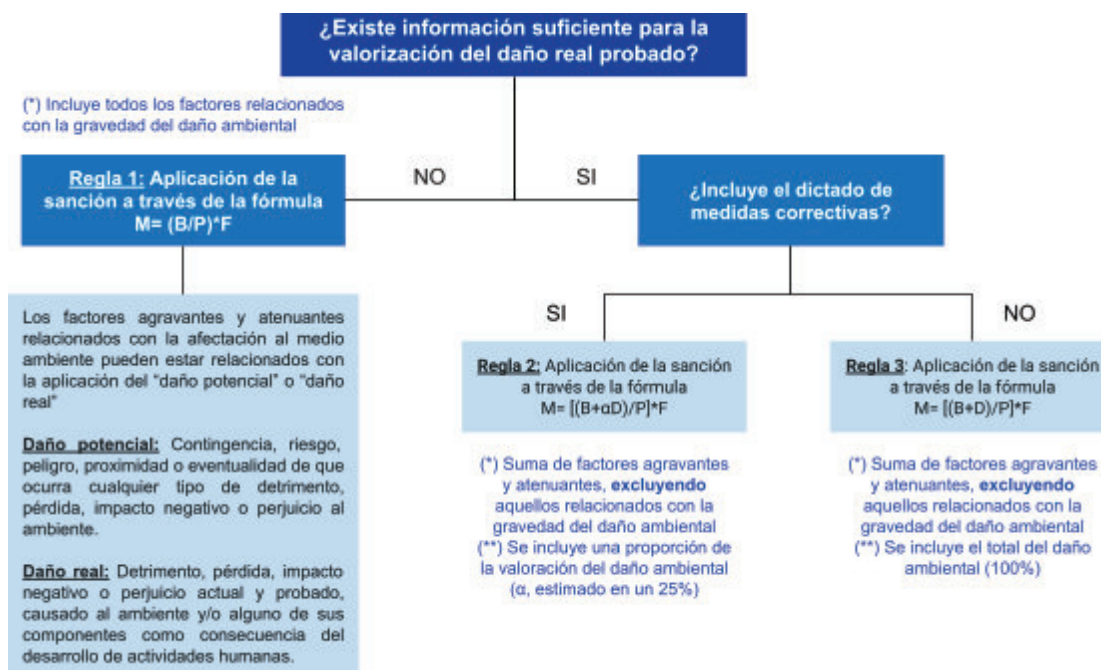 ¿Existe información suficiente para la
valorización del daño real probado?
(*) Incluye todos los factores relacionados
con la gravedad del daño ambiental
Regla 1: Aplicación de la
sanción a través de la fórmula
M= (B/P)*F
NO
SI
¿Incluye el dictado de
medidas correctivas?
Los factores agravantes y atenuantes
relacionados con la afectación al medio
ambiente pueden estar relacionados con
la aplicación del “daño potencial” o “daño
real”
Daño potencial: Contingencia, riesgo,
peligro, proximidad o eventualidad de que
ocurra cualquier tipo de detrimento,
pérdida, impacto negativo o perjuicio al
ambiente.
Daño real: Detrimento, pérdida, impacto
negativo o perjuicio actual y probado,
causado al ambiente y/o alguno de sus
componentes como consecuencia del
desarrollo de actividades humanas.
SI
NO
Regla 2: Aplicación de la sanción
a través de la fórmula
M= [(B+αD)/P]*F
(*) Suma de factores agravantes
y atenuantes, excluyendo
aquellos relacionados con la
gravedad del daño ambiental
(**) Se incluye una proporción de
la valoración del daño ambiental
(α, estimado en un 25%)
Regla 3: Aplicación de la sanción
a través de la fórmula
M= [(B+D)/P]*F
(*) Suma de factores agravantes
y atenuantes, excluyendo
aquellos relacionados con la
gravedad del daño ambiental
(**) Se incluye el total del daño
ambiental (100%)